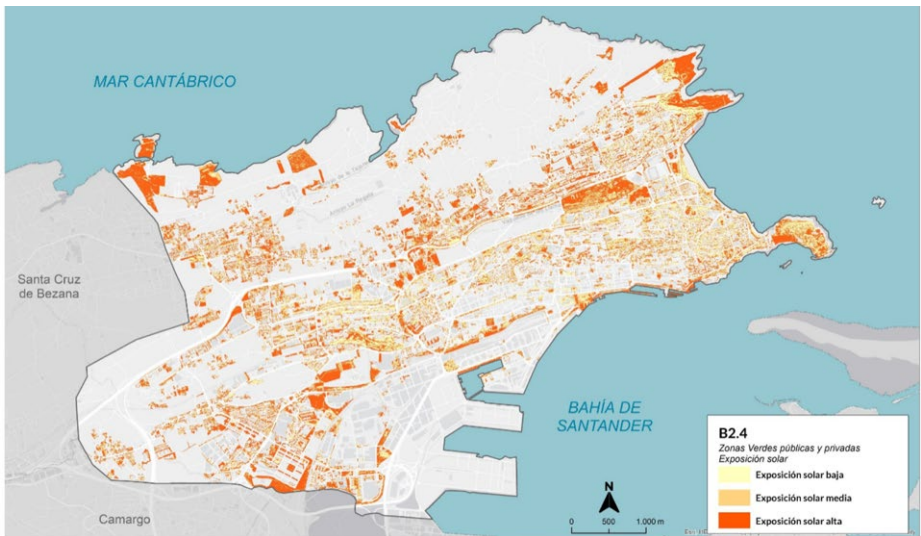 MAR CANTÁBRICO
Santa Cruz
de Bezana
BAHÍA DE
SANTANDER
Camargo
N
0 500 1.000 m
B2.4
Zonas Verdes públicas y privadas
Exposición solar
Exposición solar baja
Exposición solar media
Exposición solar alta